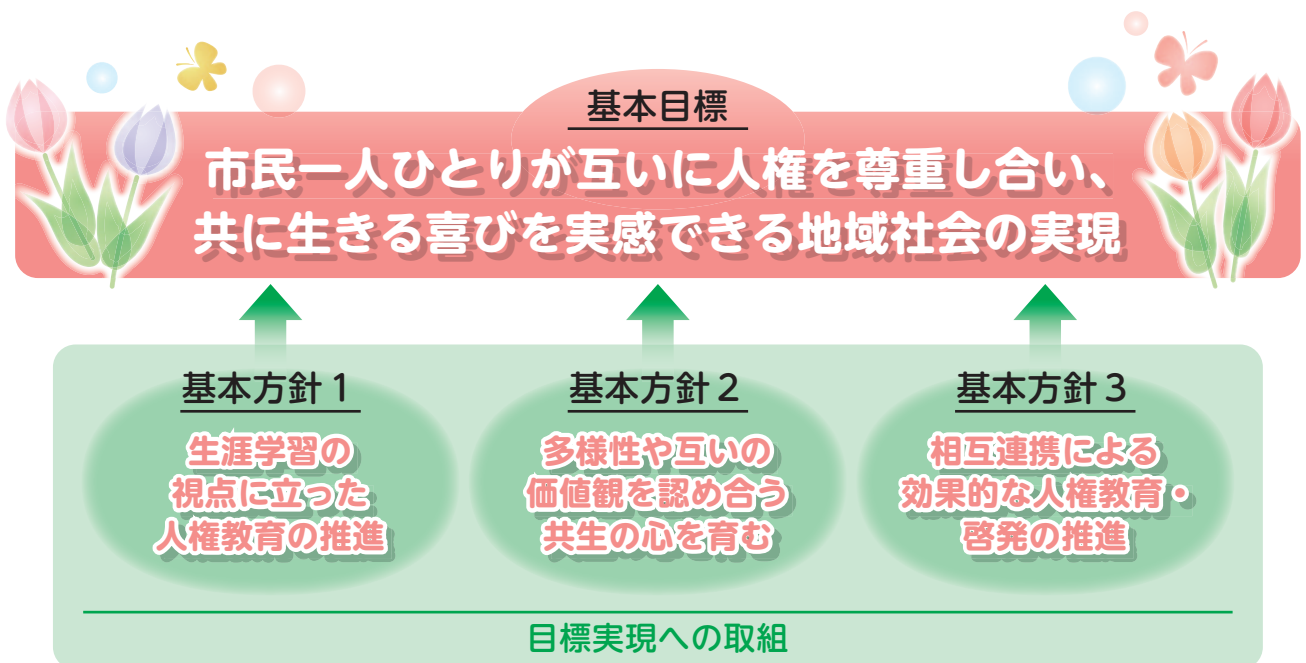 基本目標
市民一人ひとりが互いに人権を尊重し合い、
共に生きる喜びを実感できる地域社会の実現
基本方針1
生涯学習の
視点に立った
人権教育の推進
基本方針2
多様性や互いの
価値観を認め合う
共生の心を育む
基本方針3
相互連携による
効果的な人権教育・
啓発の推進
目標実現への取組